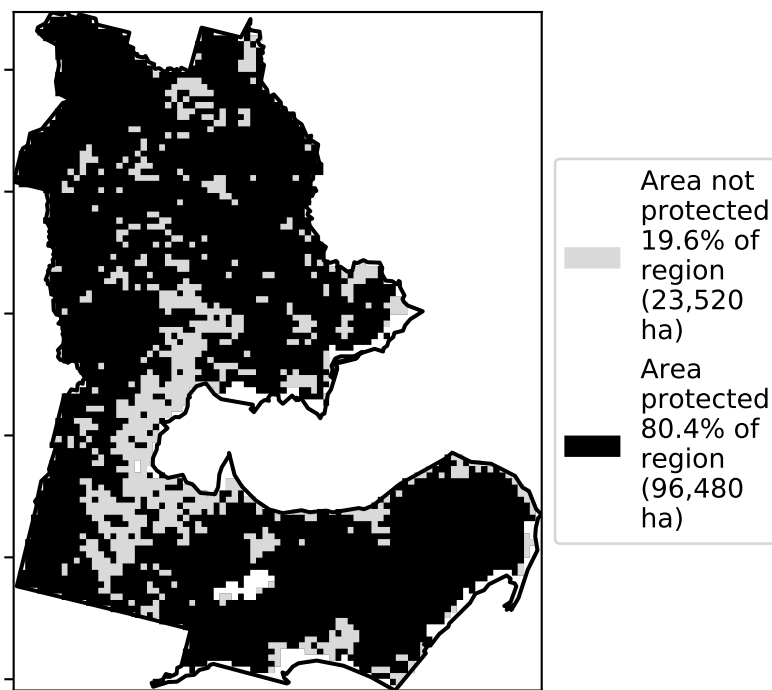 Area not
protected
19.6% of
region
(23,520
ha)
Area
protected
80.4% of
region
(96,480
ha)